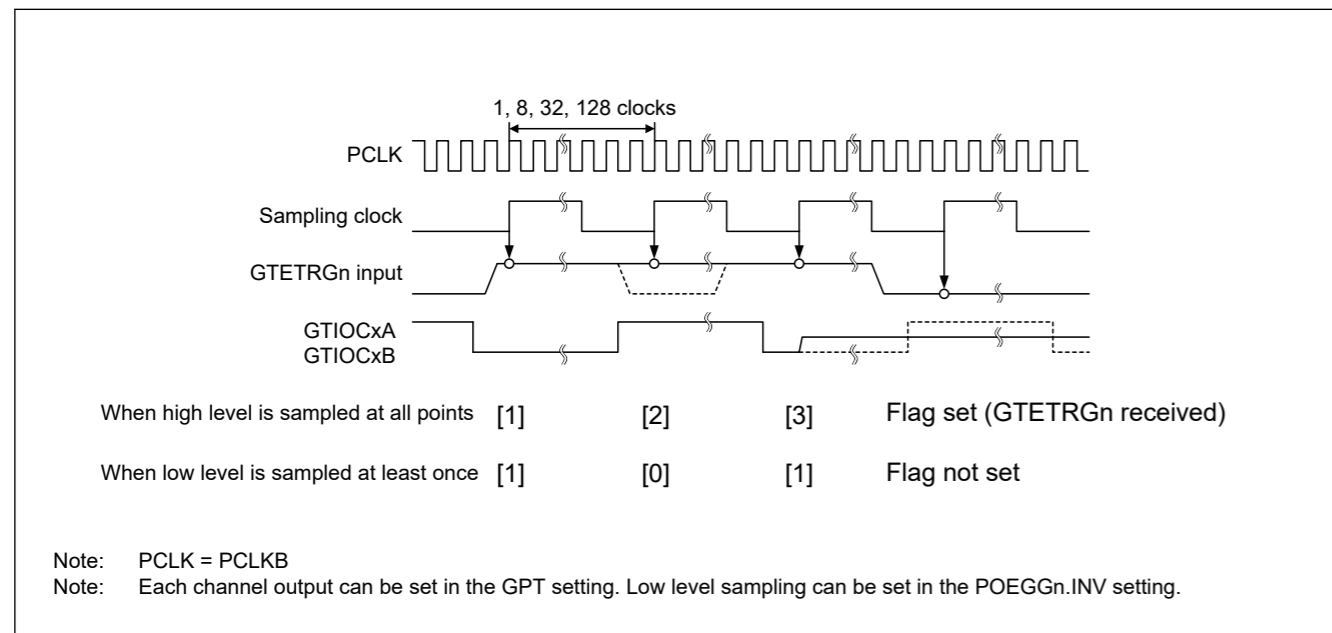 1, 8, 32, 128 clocks
PCLK
Sampling clock
GTETRGn input
GTIOCxA
GTIOCxB
When high level is sampled at all points [1] [2] [3] Flag set (GTETRGn received)
When low level is sampled at least once [1] [0] [1] Flag not set
Note: PCLK = PCLKB
Note: Each channel output can be set in the GPT setting. Low level sampling can be set in the POEGGn.INV setting.